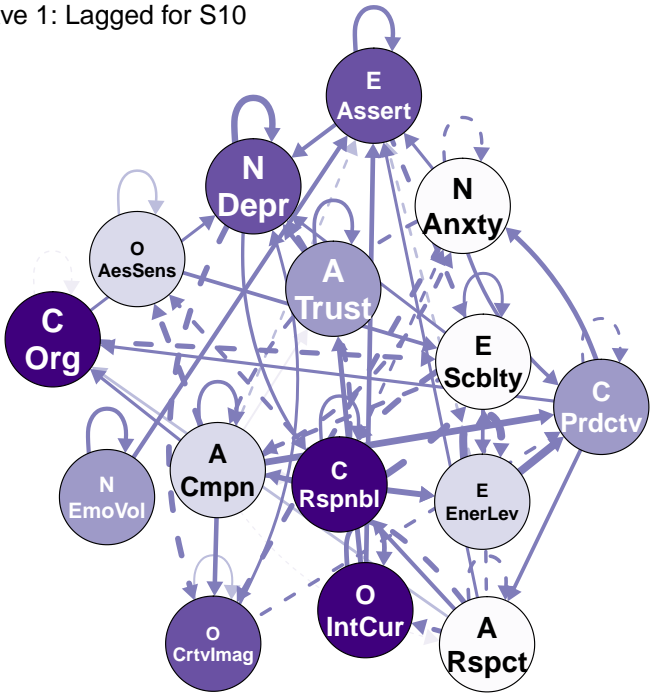 ve 1: Lagged for S10
E
Assert
N
Depr
N
Anxty
O
AesSens
A
Trust
C
Org
E
Scblty
C
Prdctv
A
Cmpn
C
Rspnbl
N
EmoVol
E
EnerLev
O
CrtvImag
O
IntCur
A
Rspct